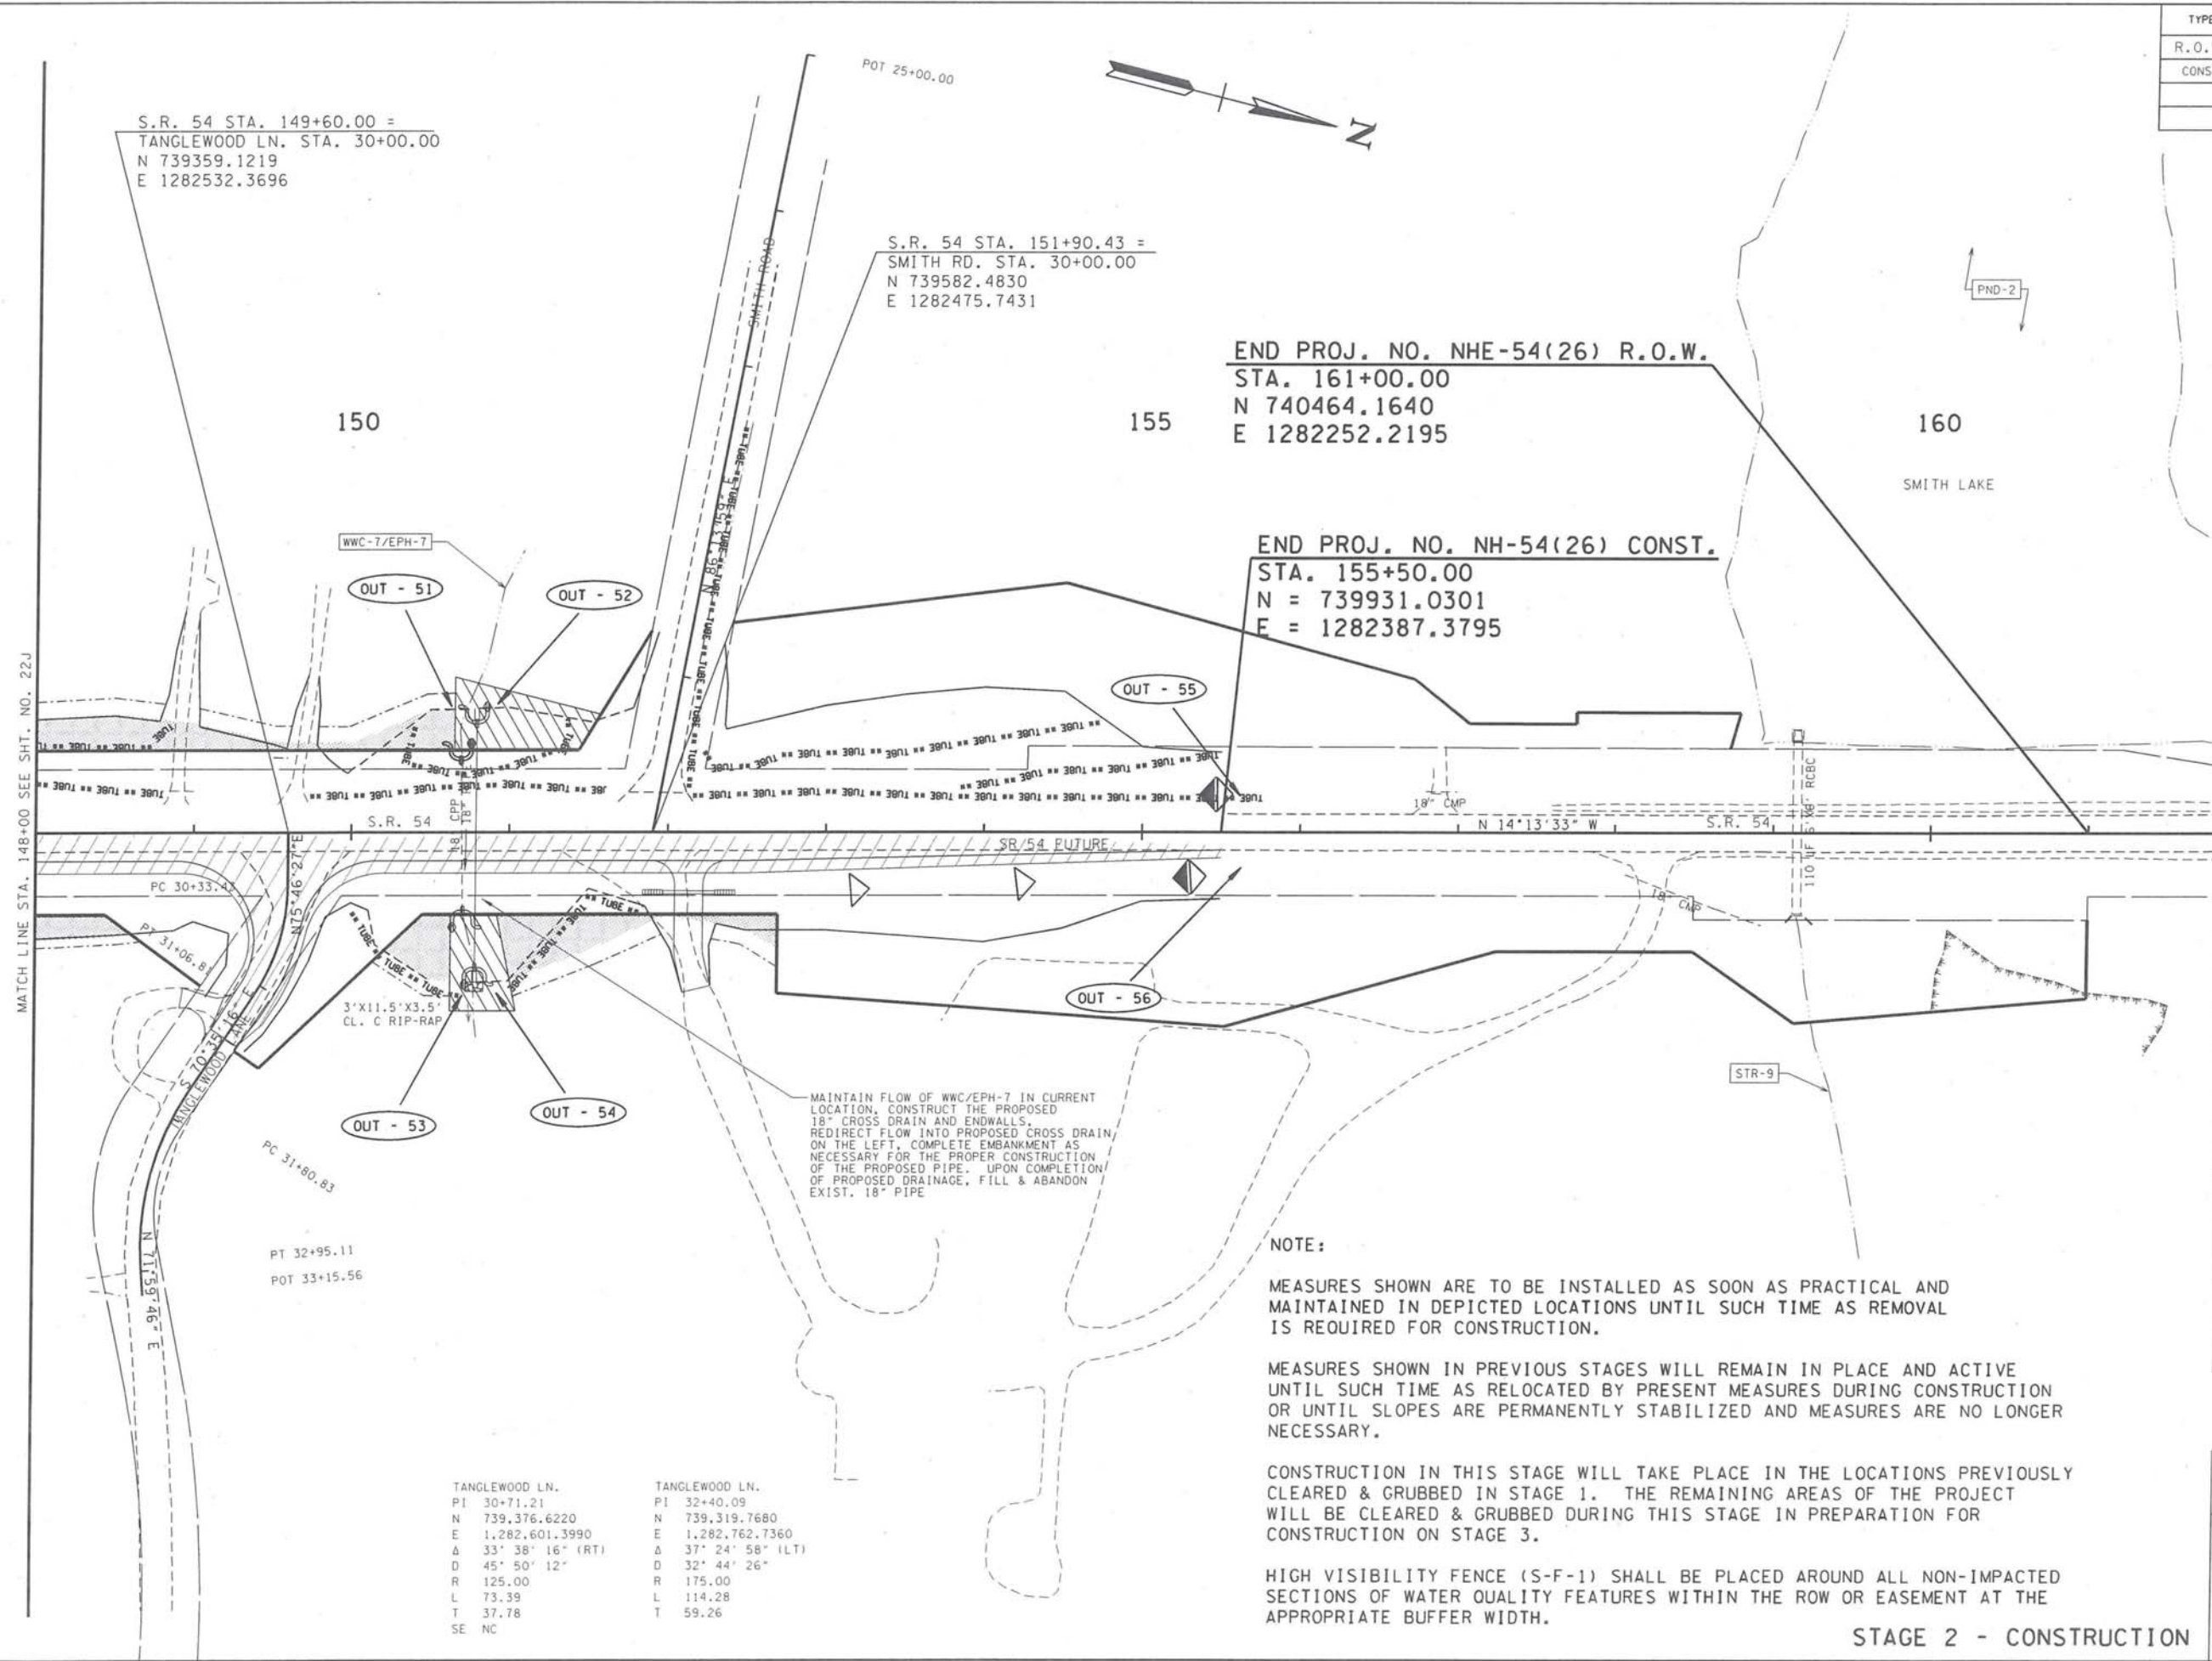 TYPE
R.O.
CONS
POT 25+00.00
N
S.R. 54 STA. 149+60.00 =
TANGLEWOOD LN. STA. 30+00.00
N 739359.1219
E 1282532.3696
S.R. 54 STA. 151+90.43 =
SMITH RD. STA. 30+00.00
N 739582.4830
E 1282475.7431
SMITH ROAD
PND-2
END PROJ. NO. NHE-54(26) R.O.W.
STA. 161+00.00
N 740464.1640
E 1282252.2195
150
155
160
SMITH LAKE
END PROJ. NO. NH-54(26) CONST.
STA. 155+50.00
N = 739931.0301
E = 1282387.3795
WWC-7/EPH-7
OUT - 51
OUT - 52
N 86°13'59" E
OUT - 55
MATCH LINE STA. 148+00 SEE SHT. NO. 22J
** TUBE ** TUBE ** TUBE
S.R. 54
18" CPP
18"
18" CMP
N 14°13'33" W
S.R. 54
110 LF RCBC
SR 54 FUTURE
PC 30+33.43
N75°46'27"E
PI 31+06.81
18" CMP
3'X11.5'X3.5'
CL. C RIP-RAP
S 70°35'16" E
TANGLEWOOD LANE
OUT - 56
OUT - 53
OUT - 54
STR-9
MAINTAIN FLOW OF WWC/EPH-7 IN CURRENT
LOCATION, CONSTRUCT THE PROPOSED
18" CROSS DRAIN AND ENDWALLS.
REDIRECT FLOW INTO PROPOSED CROSS DRAIN
ON THE LEFT, COMPLETE EMBANKMENT AS
NECESSARY FOR THE PROPER CONSTRUCTION
OF THE PROPOSED PIPE. UPON COMPLETION
OF PROPOSED DRAINAGE, FILL & ABANDON
EXIST. 18" PIPE
PC 31+80.83
N 71°59'46" E
PT 32+95.11
POT 33+15.56
NOTE:
MEASURES SHOWN ARE TO BE INSTALLED AS SOON AS PRACTICAL AND
MAINTAINED IN DEPICTED LOCATIONS UNTIL SUCH TIME AS REMOVAL
IS REQUIRED FOR CONSTRUCTION.
MEASURES SHOWN IN PREVIOUS STAGES WILL REMAIN IN PLACE AND ACTIVE
UNTIL SUCH TIME AS RELOCATED BY PRESENT MEASURES DURING CONSTRUCTION
OR UNTIL SLOPES ARE PERMANENTLY STABILIZED AND MEASURES ARE NO LONGER
NECESSARY.
CONSTRUCTION IN THIS STAGE WILL TAKE PLACE IN THE LOCATIONS PREVIOUSLY
CLEARED & GRUBBED IN STAGE 1. THE REMAINING AREAS OF THE PROJECT
WILL BE CLEARED & GRUBBED DURING THIS STAGE IN PREPARATION FOR
CONSTRUCTION ON STAGE 3.
HIGH VISIBILITY FENCE (S-F-1) SHALL BE PLACED AROUND ALL NON-IMPACTED
SECTIONS OF WATER QUALITY FEATURES WITHIN THE ROW OR EASEMENT AT THE
APPROPRIATE BUFFER WIDTH.
TANGLEWOOD LN.
PI 30+71.21
N 739,376.6220
E 1,282,601.3990
Δ 33° 38' 16" (RT)
D 45° 50' 12"
R 125.00
L 73.39
T 37.78
SE NC
TANGLEWOOD LN.
PI 32+40.09
N 739,319.7680
E 1,282,762.7360
Δ 37° 24' 58" (LT)
D 32° 44' 26"
R 175.00
L 114.28
T 59.26
STAGE 2 - CONSTRUCTION